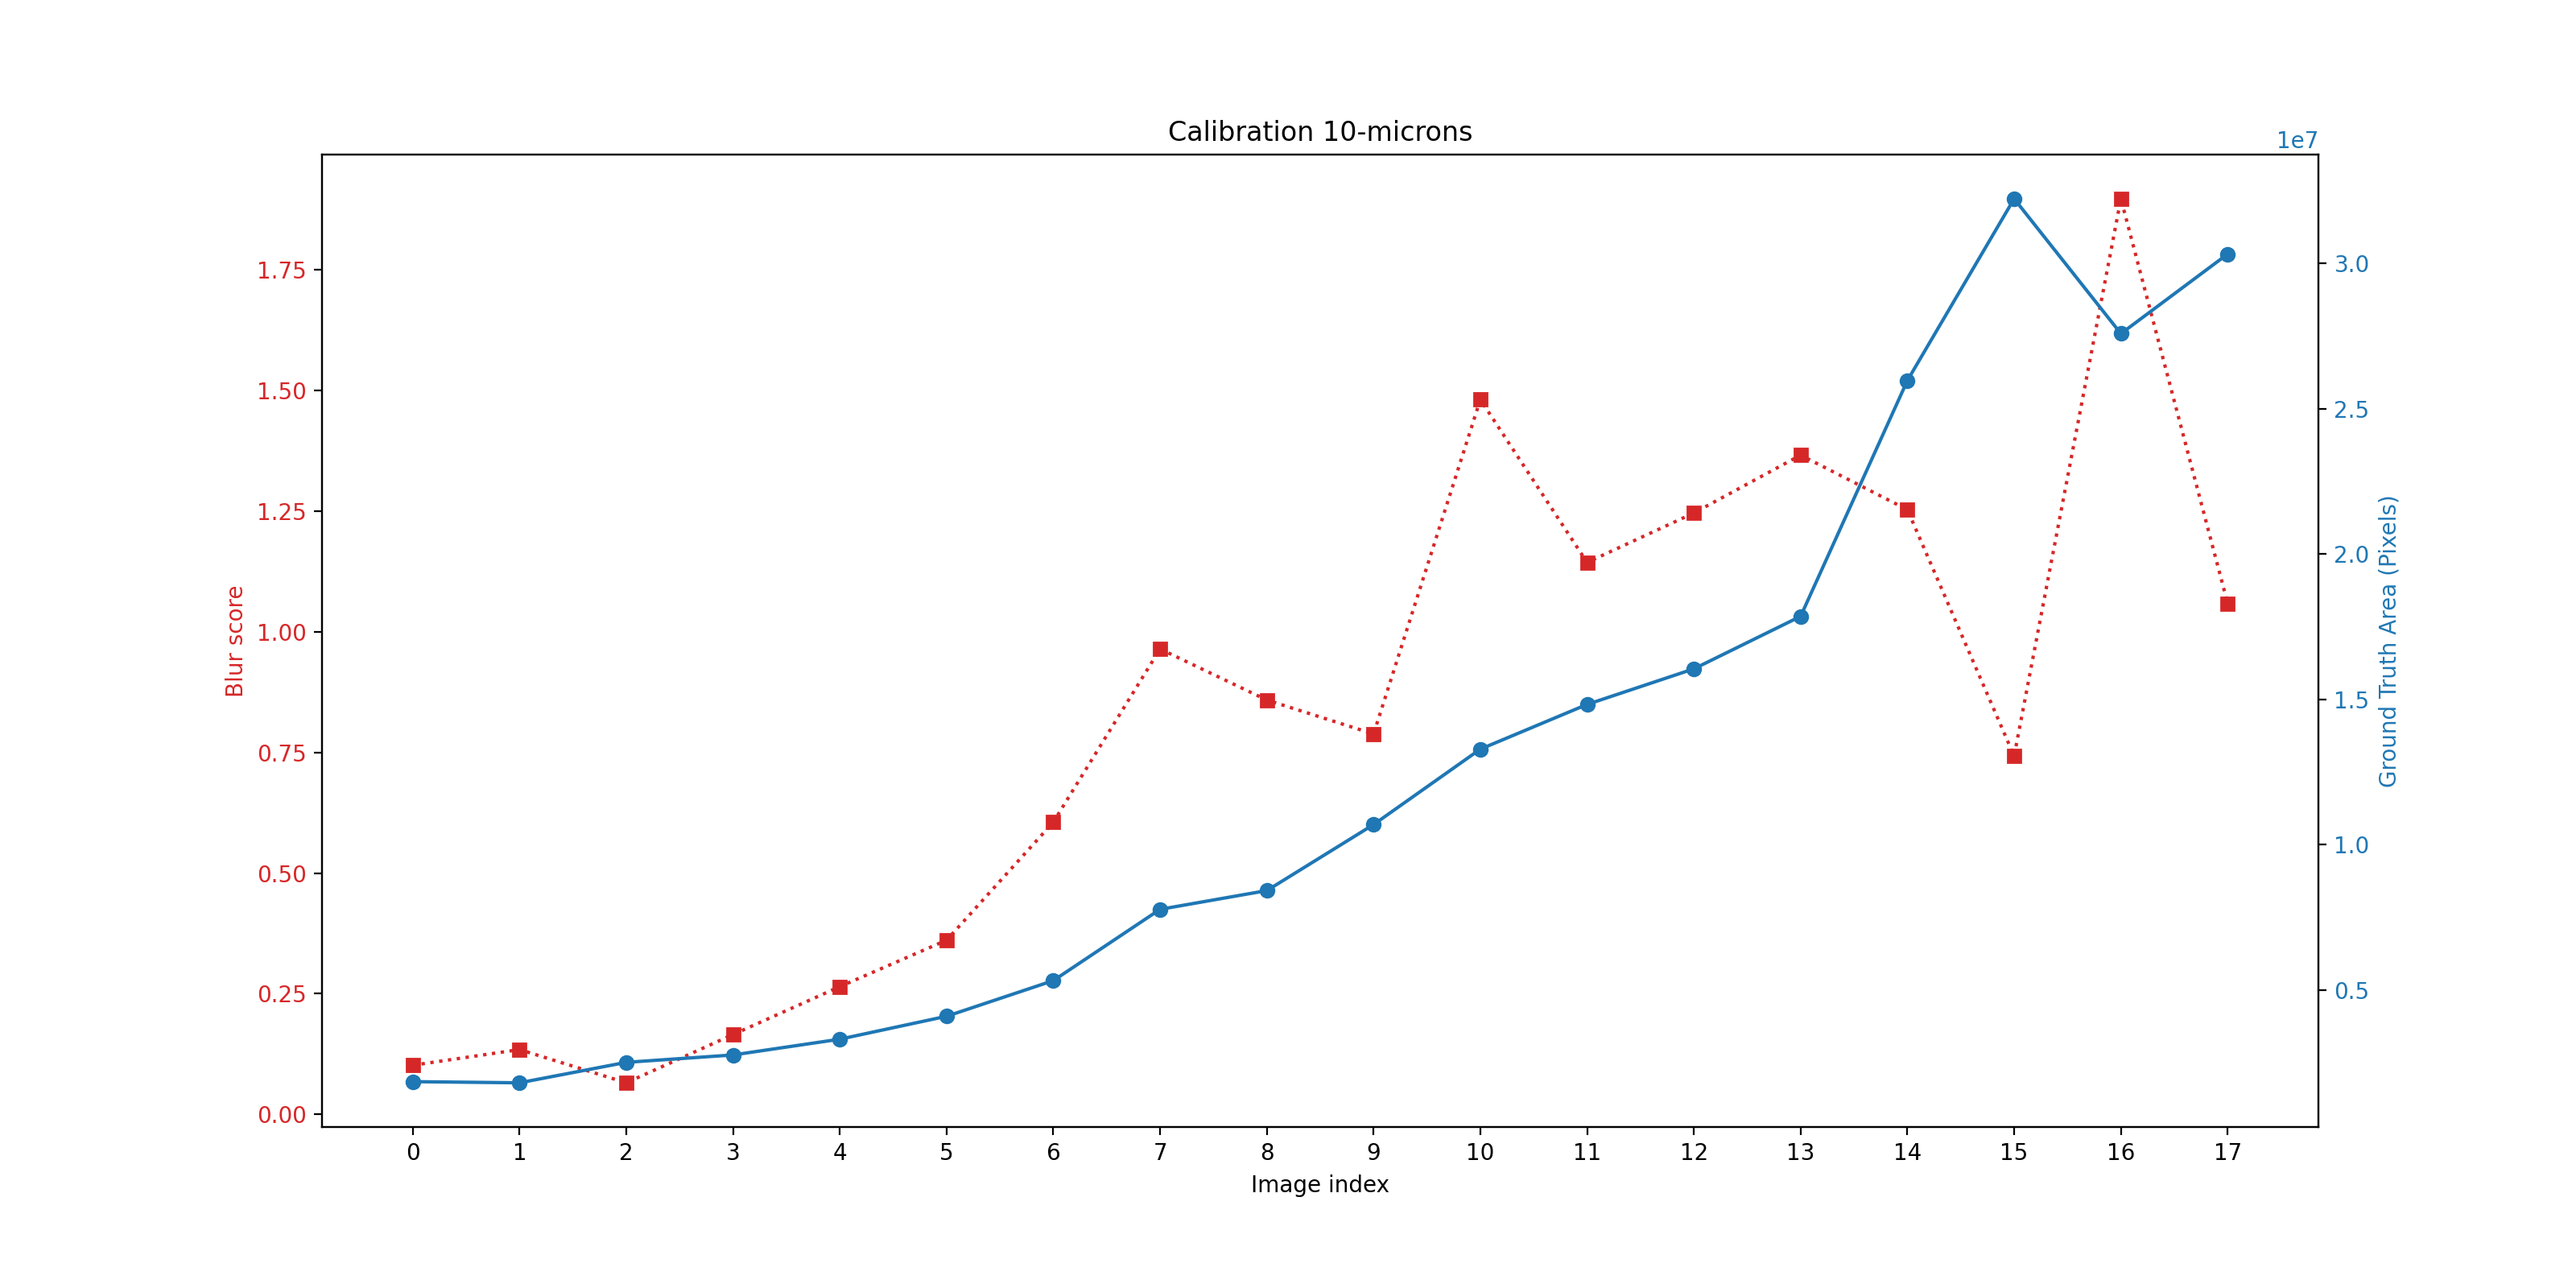 Calibration 10-microns
1e7
1.75
1.50
1.25
1.00
0.75
0.50
0.25
0.00
Blur score
3.0
2.5
2.0
1.5
1.0
0.5
Ground Truth Area (Pixels)
0 1 2 3 4 5 6 7 8 9 10 11 12 13 14 15 16 17
Image index